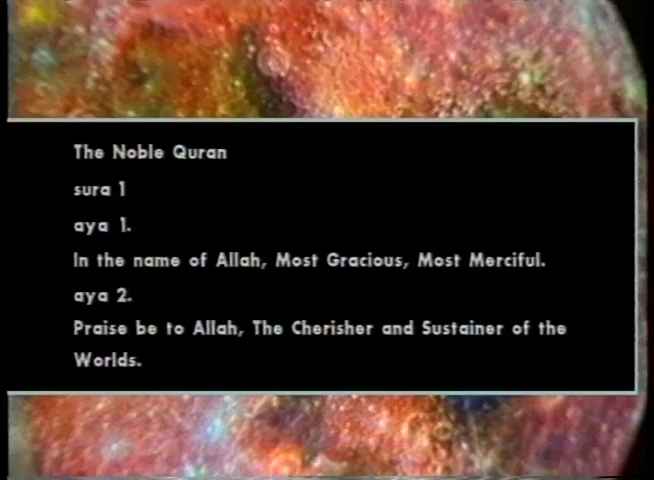 The Noble Quran
sura 1
aya 1.
In the name of Allah, Most Gracious, Most Merciful.
aya 2.
Praise be to Allah, The Cherisher and Sustainer of the
Worlds.